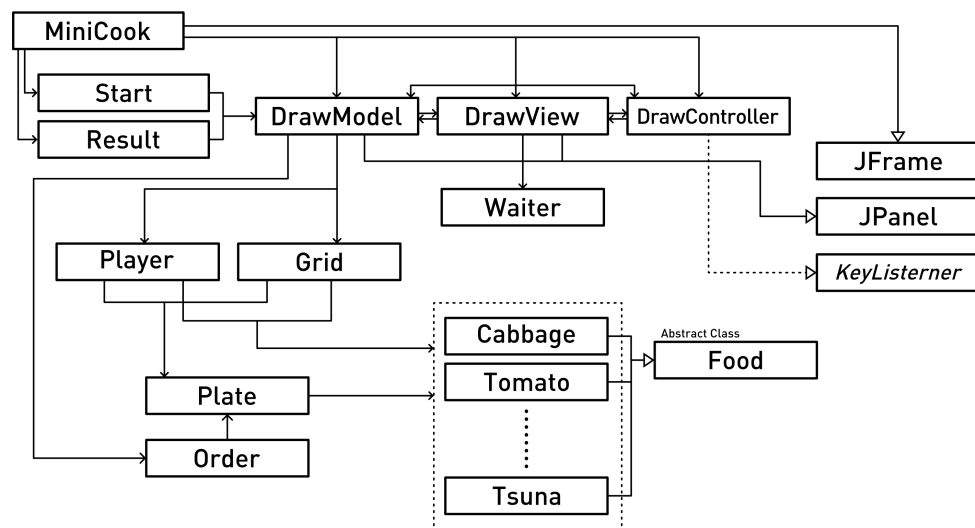 MiniCook
Start
Result
DrawModel
DrawView
DrawController
JFrame
Waiter
JPanel
Player
Grid
KeyListerner
Cabbage
Abstract Class
Food
Tomato
Plate
Order
Tsuna